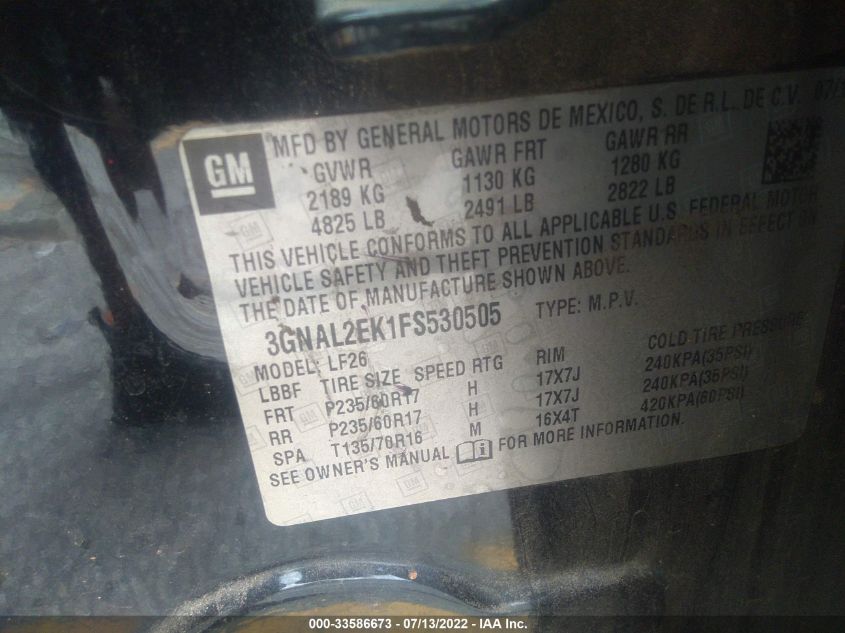 MFD BY GENERAL MOTORS DE MEXICO, S. DE R.L. DE C.V. 07/1
GM
GVWR GAWR FRT GAWR RR
2189 KG 1130 KG 1280 KG
4825 LB 2491 LB 2822 LB
THIS VEHICLE CONFORMS TO ALL APPLICABLE U.S. FEDERAL MOTOR
VEHICLE SAFETY AND THEFT PREVENTION STANDARDS IN EFFECT ON
THE DATE OF MANUFACTURE SHOWN ABOVE.
3GNAL2EK1FS530505 TYPE: M.P.V.
MODEL: LF26
LBBF TIRE SIZE SPEED RTG RIM COLD TIRE PRESSURE
FRT P235/60R17 H 17X7J 240KPA(35PSI)
RR P235/60R17 H 17X7J 240KPA(35PSI)
SPA T135/70R16 M 16X4T 420KPA(60PSI)
SEE OWNER'S MANUAL i FOR MORE INFORMATION.
000-33586673 / 07/13/2022 - IAA Inc.